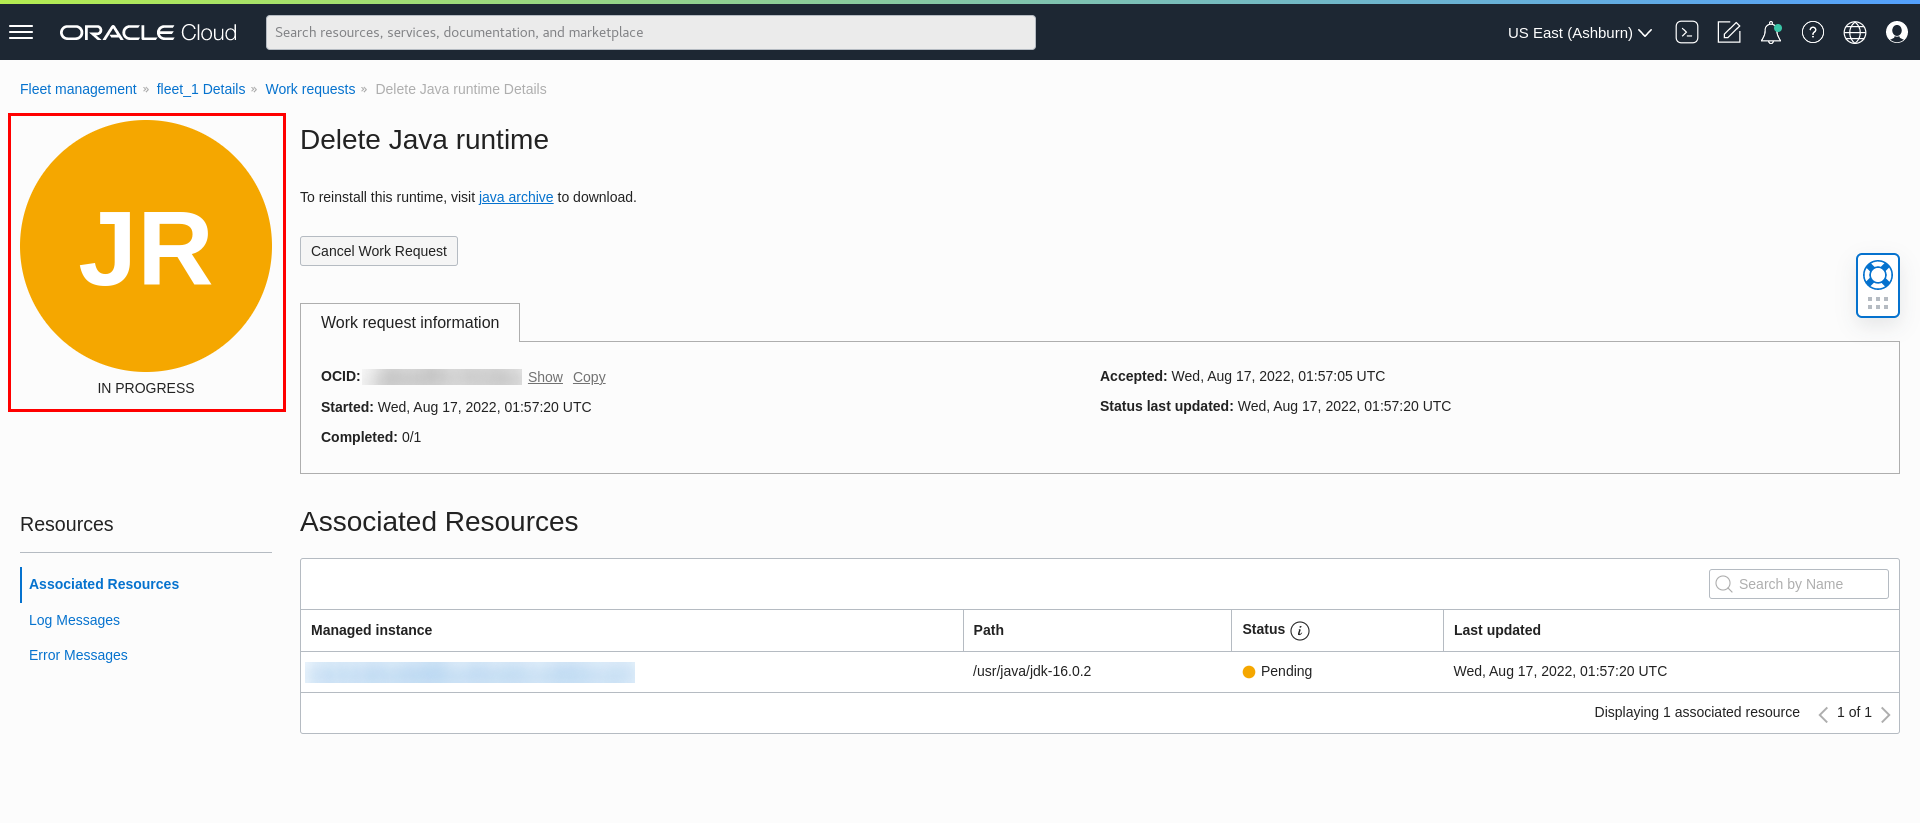 ORACLE Cloud
Search resources, services, documentation, and marketplace
US East (Ashburn)
Fleet management » fleet_1 Details » Work requests » Delete Java runtime Details
JR
IN PROGRESS
Delete Java runtime
To reinstall this runtime, visit java archive to download.
Cancel Work Request
Work request information
OCID: Show Copy
Started: Wed, Aug 17, 2022, 01:57:20 UTC
Completed: 0/1
Accepted: Wed, Aug 17, 2022, 01:57:05 UTC
Status last updated: Wed, Aug 17, 2022, 01:57:20 UTC
Resources
Associated Resources
Log Messages
Error Messages
Associated Resources
Search by Name
Managed instance Path Status i Last updated
/usr/java/jdk-16.0.2 Pending Wed, Aug 17, 2022, 01:57:20 UTC
Displaying 1 associated resource 1 of 1